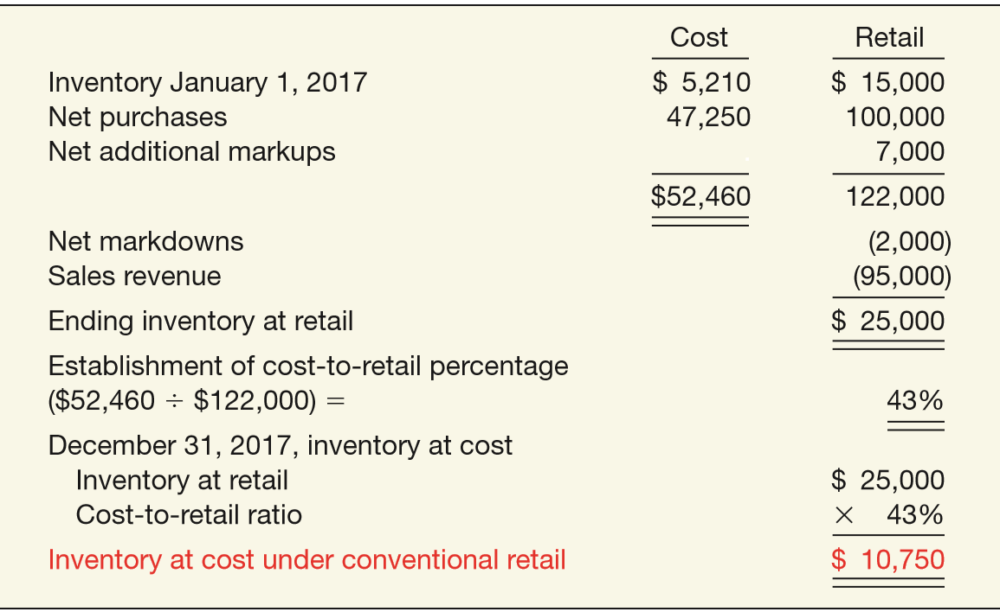 Cost Retail
Inventory January 1, 2017 $ 5,210 $ 15,000
Net purchases 47,250 100,000
Net additional markups 7,000
$52,460 122,000
Net markdowns (2,000)
Sales revenue (95,000)
Ending inventory at retail $ 25,000
Establishment of cost-to-retail percentage
($52,460 ÷ $122,000) = 43%
December 31, 2017, inventory at cost
Inventory at retail $ 25,000
Cost-to-retail ratio × 43%
Inventory at cost under conventional retail $ 10,750